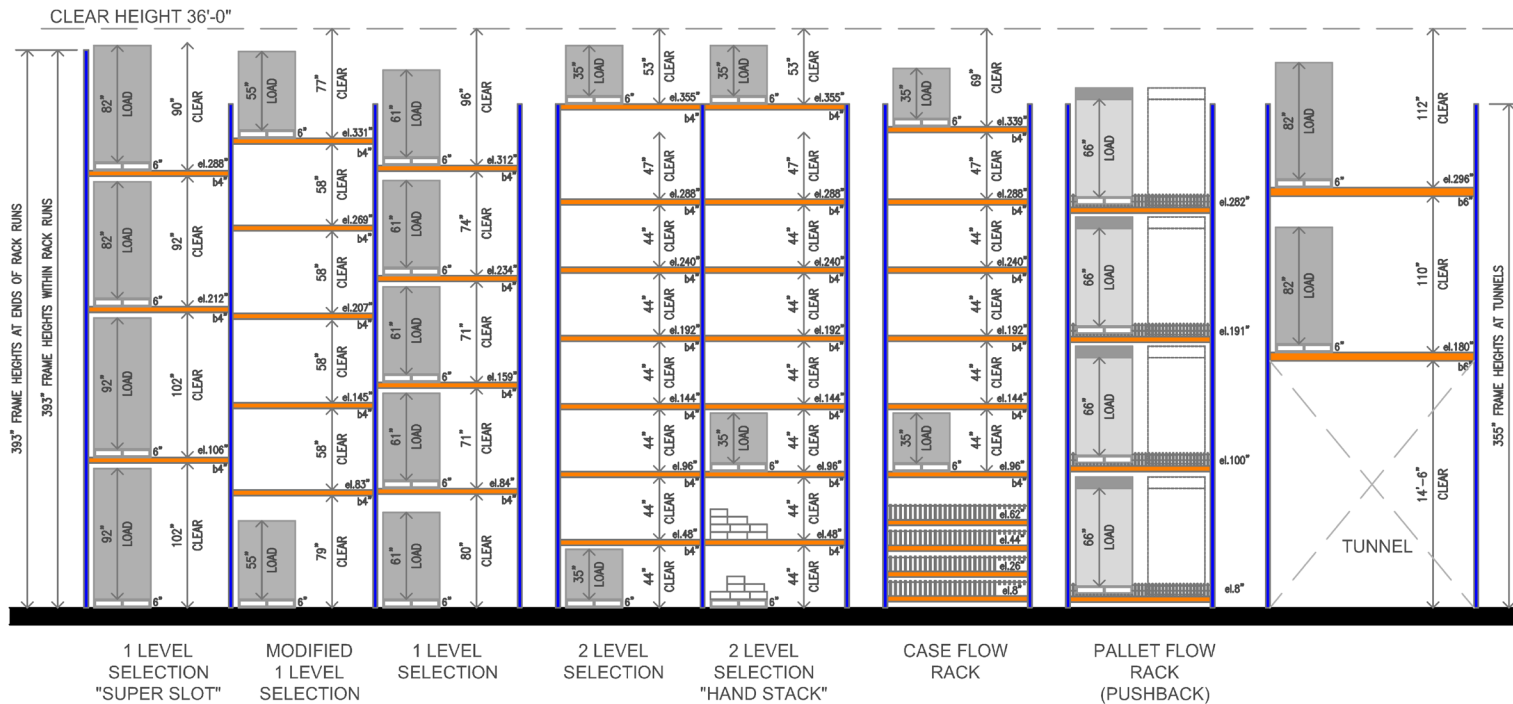 CLEAR HEIGHT 36'-0"
393" FRAME HEIGHTS AT ENDS OF RACK RUNS
393" FRAME HEIGHTS WITHIN RACK RUNS
82" LOAD
90" CLEAR
6"
el.288"
b4"
82" LOAD
92" CLEAR
6"
el.212"
b4"
92" LOAD
102" CLEAR
6"
el.106"
b4"
92" LOAD
102" CLEAR
6"
55" LOAD
77" CLEAR
6"
el.331"
b4"
58" CLEAR
el.269"
b4"
58" CLEAR
el.207"
b4"
58" CLEAR
el.145"
b4"
58" CLEAR
el.83"
b4"
55" LOAD
79" CLEAR
6"
61" LOAD
96" CLEAR
6"
el.312"
b4"
61" LOAD
74" CLEAR
6"
el.234"
b4"
61" LOAD
71" CLEAR
6"
el.159"
b4"
61" LOAD
71" CLEAR
6"
el.84"
b4"
61" LOAD
80" CLEAR
6"
35" LOAD
53" CLEAR
6"
el.355"
b4"
47" CLEAR
el.288"
b4"
44" CLEAR
el.240"
b4"
44" CLEAR
el.192"
b4"
44" CLEAR
el.144"
b4"
44" CLEAR
el.96"
b4"
44" CLEAR
el.48"
b4"
35" LOAD
44" CLEAR
6"
35" LOAD
53" CLEAR
6"
el.355"
b4"
47" CLEAR
el.288"
b4"
44" CLEAR
el.240"
b4"
44" CLEAR
el.192"
b4"
44" CLEAR
el.144"
b4"
35" LOAD
44" CLEAR
6"
el.96"
b4"
44" CLEAR
el.48"
b4"
44" CLEAR
6"
35" LOAD
69" CLEAR
6"
el.339"
b4"
47" CLEAR
el.288"
b4"
44" CLEAR
el.240"
b4"
44" CLEAR
el.192"
b4"
44" CLEAR
el.144"
b4"
35" LOAD
44" CLEAR
6"
el.96"
b4"
el.62"
el.44"
el.26"
el.8"
66" LOAD
el.282"
66" LOAD
el.191"
66" LOAD
el.100"
66" LOAD
el.8"
82" LOAD
112" CLEAR
6"
el.296"
b6"
82" LOAD
110" CLEAR
6"
el.180"
b6"
14'-6" CLEAR
TUNNEL
355" FRAME HEIGHTS AT TUNNELS
1 LEVEL
SELECTION
"SUPER SLOT"
MODIFIED
1 LEVEL
SELECTION
1 LEVEL
SELECTION
2 LEVEL
SELECTION
2 LEVEL
SELECTION
"HAND STACK"
CASE FLOW
RACK
PALLET FLOW
RACK
(PUSHBACK)